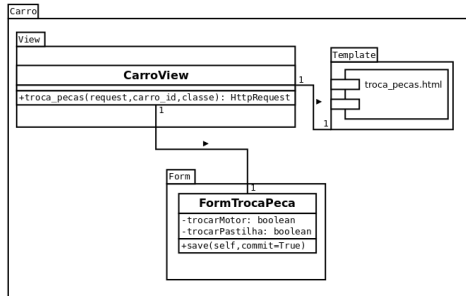 Carro
View
CarroView
+troca_pecas(request,carro_id,classe): HttpRequest
1
1
1
Template
troca_pecas.html
Form
1
FormTrocaPeca
-trocarMotor: boolean
-trocarPastilha: boolean
+save(self,commit=True)